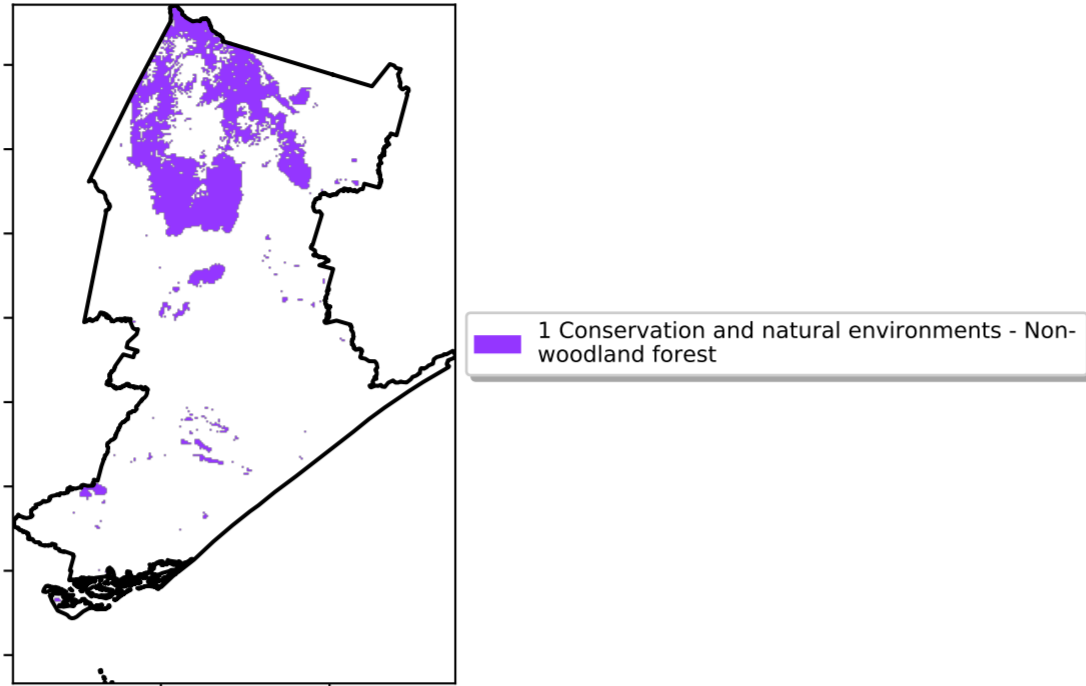 1 Conservation and natural environments - Non-
woodland forest